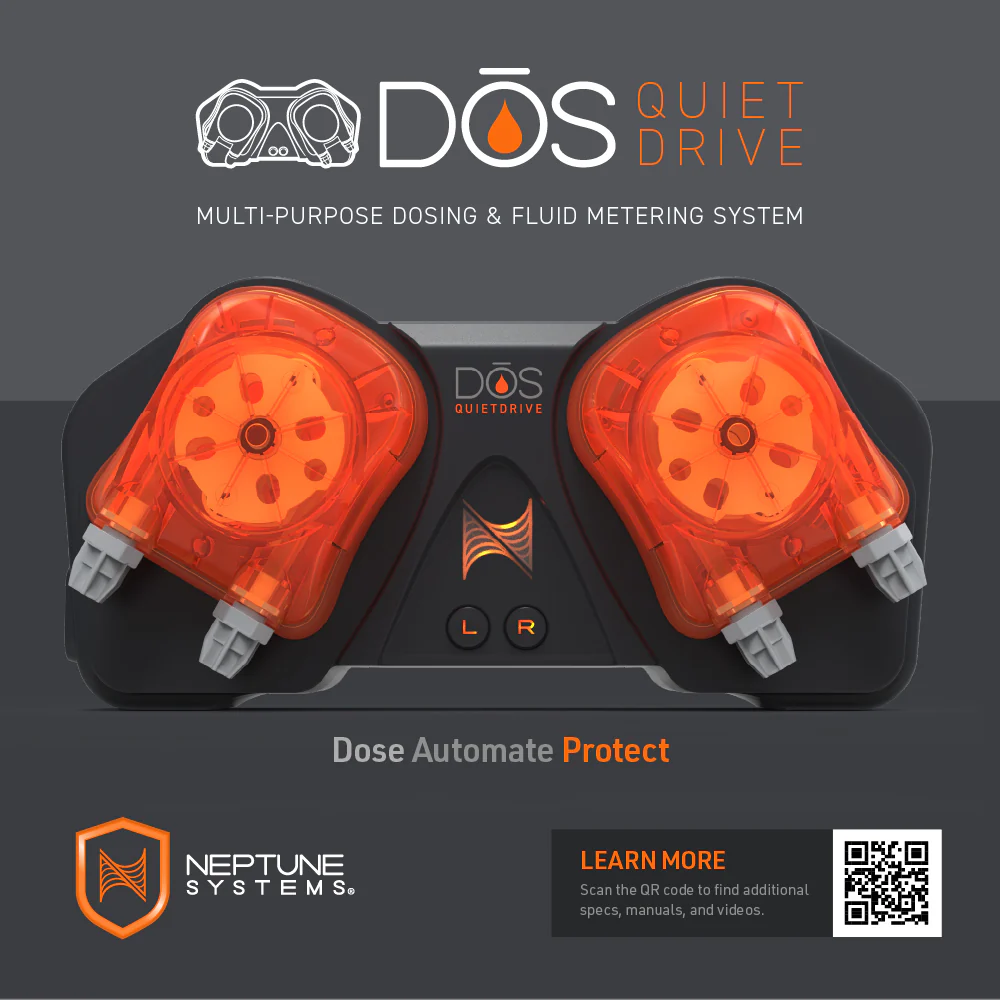 DŌS QUIET
DRIVE
MULTI-PURPOSE DOSING & FLUID METERING SYSTEM
DŌS
QUIETDRIVE
L R
Dose Automate Protect
NEPTUNE
SYSTEMS®
LEARN MORE
Scan the QR code to find additional
specs, manuals, and videos.